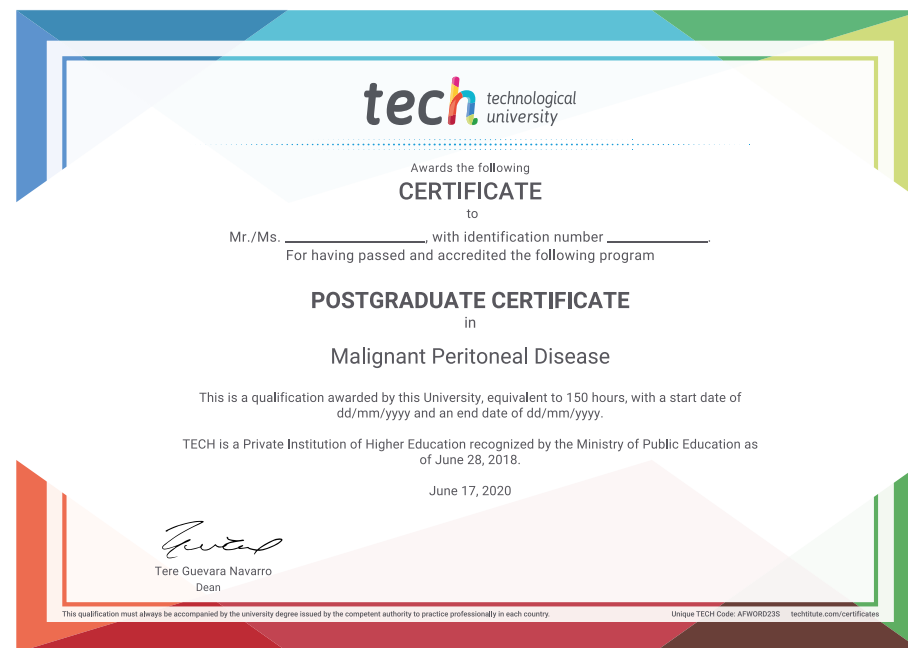 tech technological
university
Awards the following
CERTIFICATE
to
Mr./Ms. ____________________, with identification number ______________.
For having passed and accredited the following program
POSTGRADUATE CERTIFICATE
in
Malignant Peritoneal Disease
This is a qualification awarded by this University, equivalent to 150 hours, with a start date of
dd/mm/yyyy and an end date of dd/mm/yyyy.
TECH is a Private Institution of Higher Education recognized by the Ministry of Public Education as
of June 28, 2018.
June 17, 2020
Tere Guevara Navarro
Dean
This qualification must always be accompanied by the university degree issued by the competent authority to practice professionally in each country. Unique TECH Code: AFWORD23S techtitute.com/certificates